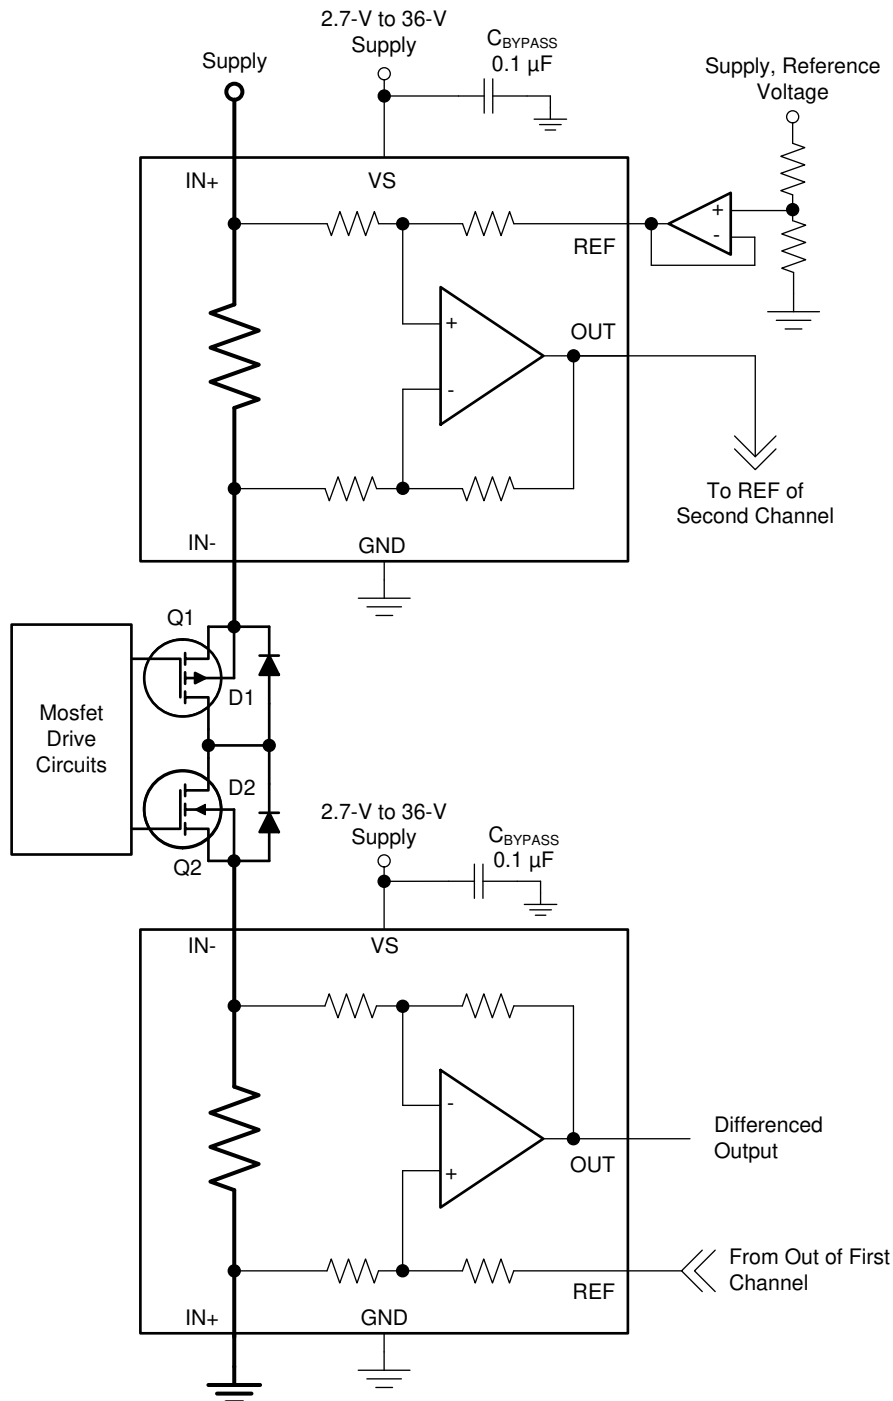 2.7-V to 36-V
Supply
C_BYPASS
0.1 µF
Supply
Supply, Reference
Voltage
IN+
VS
+
-
REF
+
-
OUT
To REF of
Second Channel
IN-
GND
Q1
D1
Mosfet
Drive
Circuits
D2
Q2
2.7-V to 36-V
Supply
C_BYPASS
0.1 µF
IN-
VS
-
+
OUT
Differenced
Output
From Out of First
Channel
REF
IN+
GND